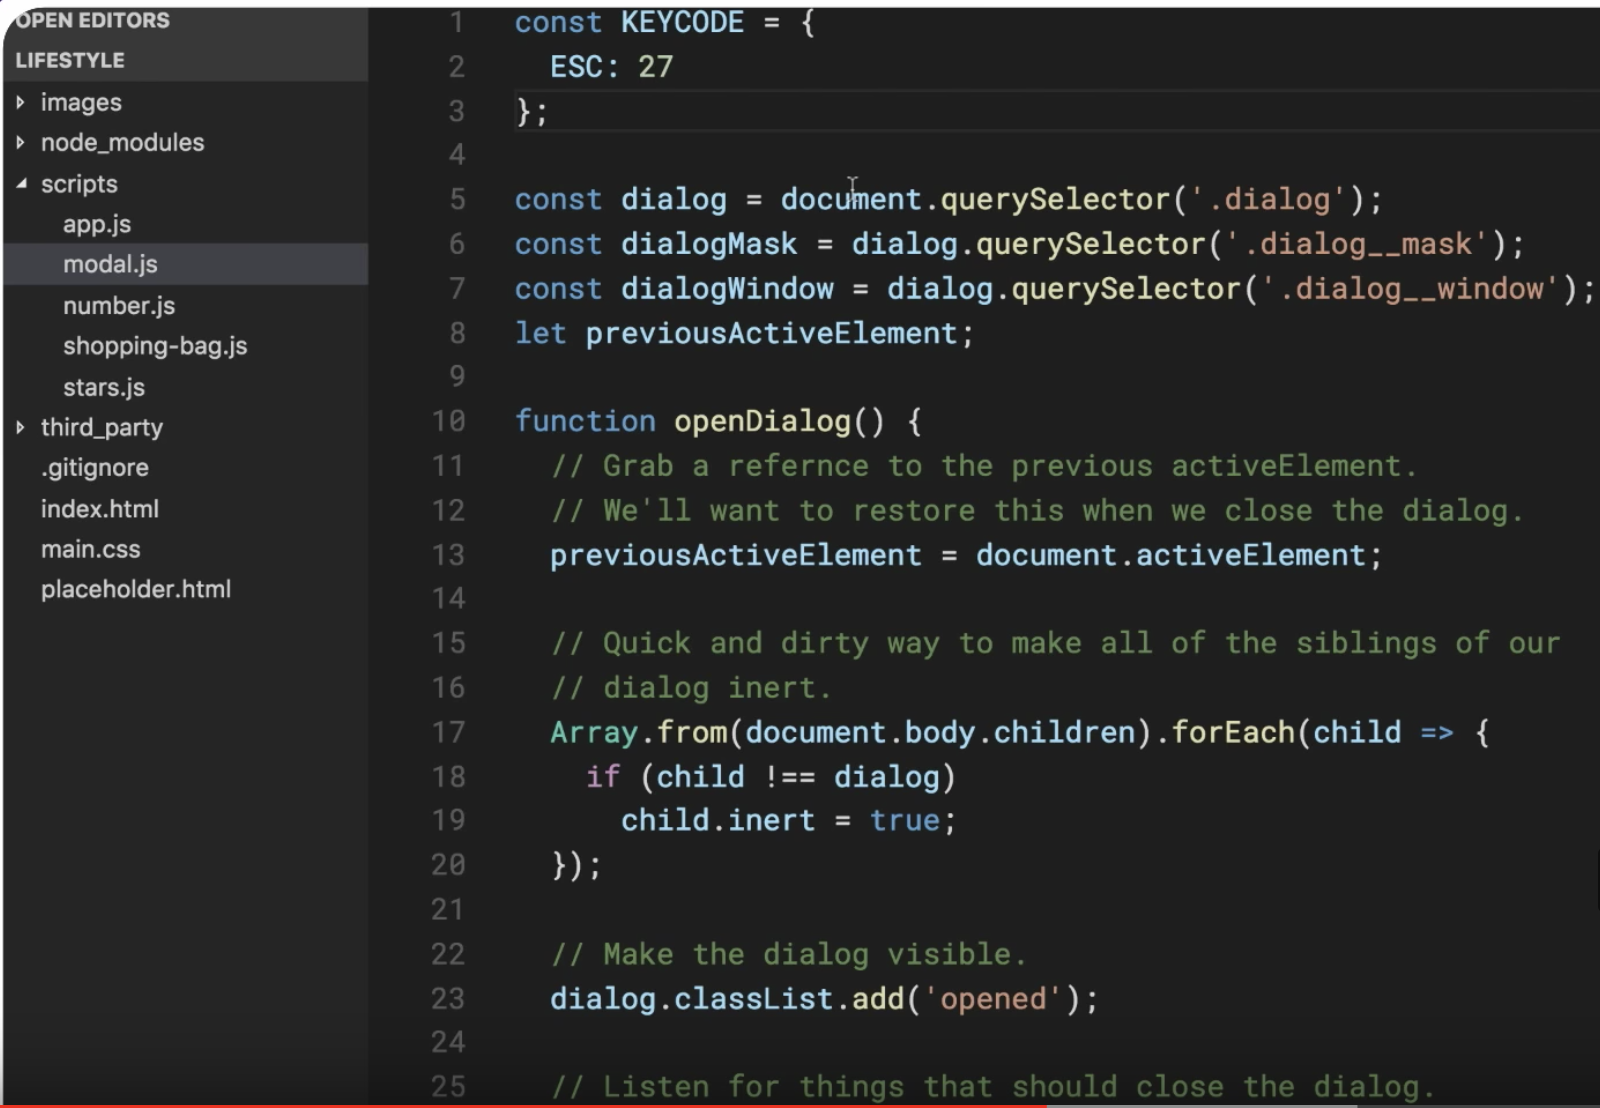 OPEN EDITORS
LIFESTYLE
images
node_modules
scripts
app.js
modal.js
number.js
shopping-bag.js
stars.js
third_party
.gitignore
index.html
main.css
placeholder.html
1 const KEYCODE = {
2   ESC: 27
3 };
4
5 const dialog = document.querySelector('.dialog');
6 const dialogMask = dialog.querySelector('.dialog__mask');
7 const dialogWindow = dialog.querySelector('.dialog__window');
8 let previousActiveElement;
9
10 function openDialog() {
11   // Grab a refernce to the previous activeElement.
12   // We'll want to restore this when we close the dialog.
13   previousActiveElement = document.activeElement;
14
15   // Quick and dirty way to make all of the siblings of our
16   // dialog inert.
17   Array.from(document.body.children).forEach(child => {
18     if (child !== dialog)
19       child.inert = true;
20   });
21
22   // Make the dialog visible.
23   dialog.classList.add('opened');
24
25   // Listen for things that should close the dialog.